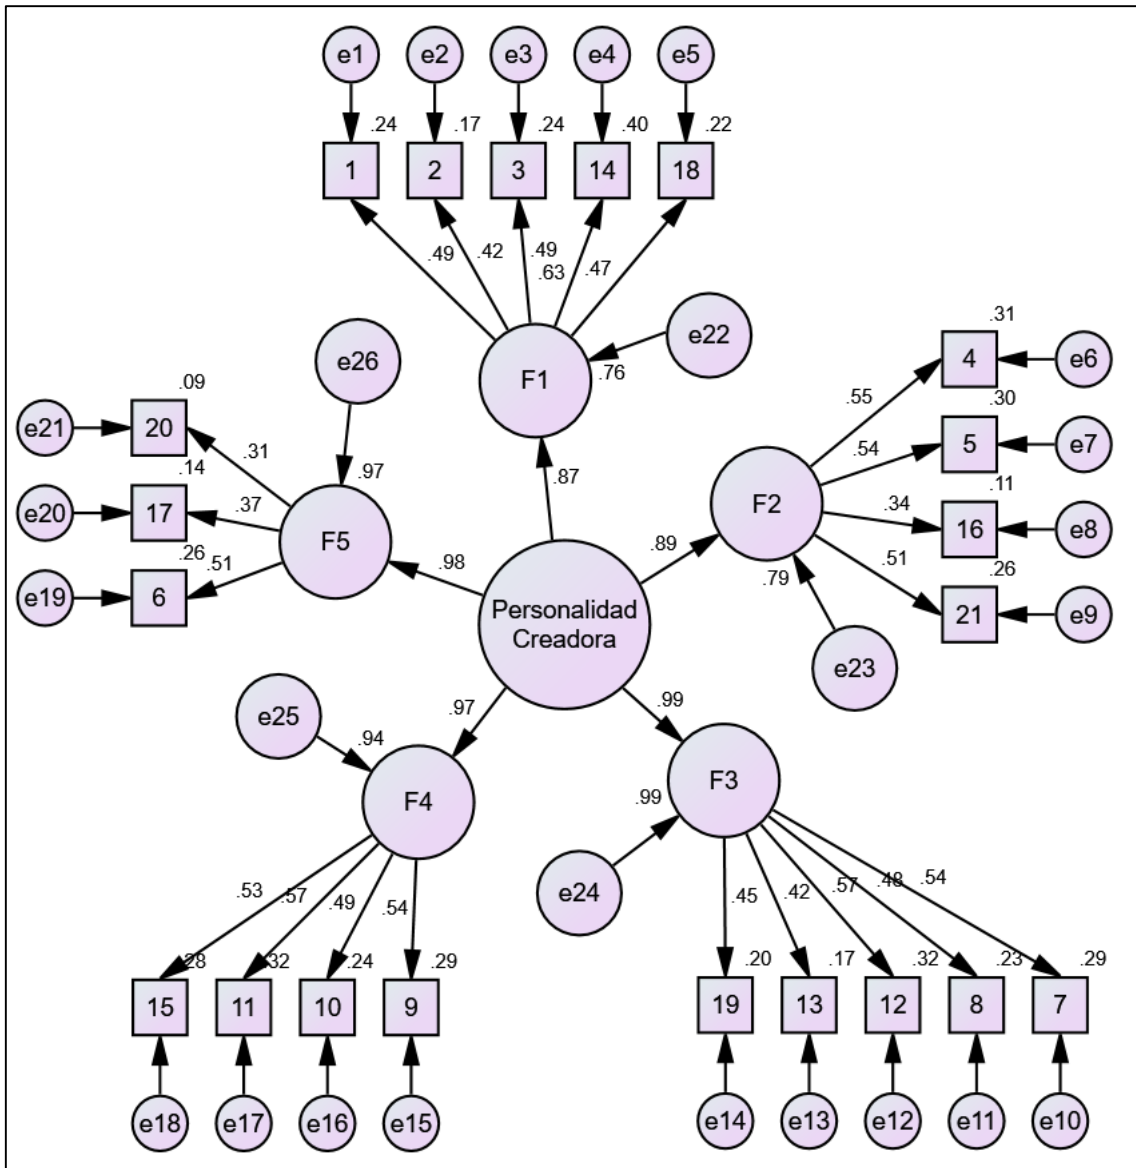 e1 e2 e3 e4 e5
.24 .17 .24 .40 .22
1 2 3 14 18
.49 .42 .49 .63 .47
e22
F1
.76
e26
.31
4 e6
.55
.30
.09
e21 20
.31
.97
.87
5 e7
.54
.14
e20 17
.37
F5
F2
.11
.34
16 e8
.26 .51
e19 6
.98
.89
.79
.51
.26
21 e9
Personalidad
Creadora
e23
e25
.94
.97
.99
F4
F3
.99
e24
.53 .57 .49 .54
.45 .42 .57 .48 .54
.28 .32 .24 .29
.20 .17 .32 .23 .29
15 11 10 9
19 13 12 8 7
e18 e17 e16 e15
e14 e13 e12 e11 e10